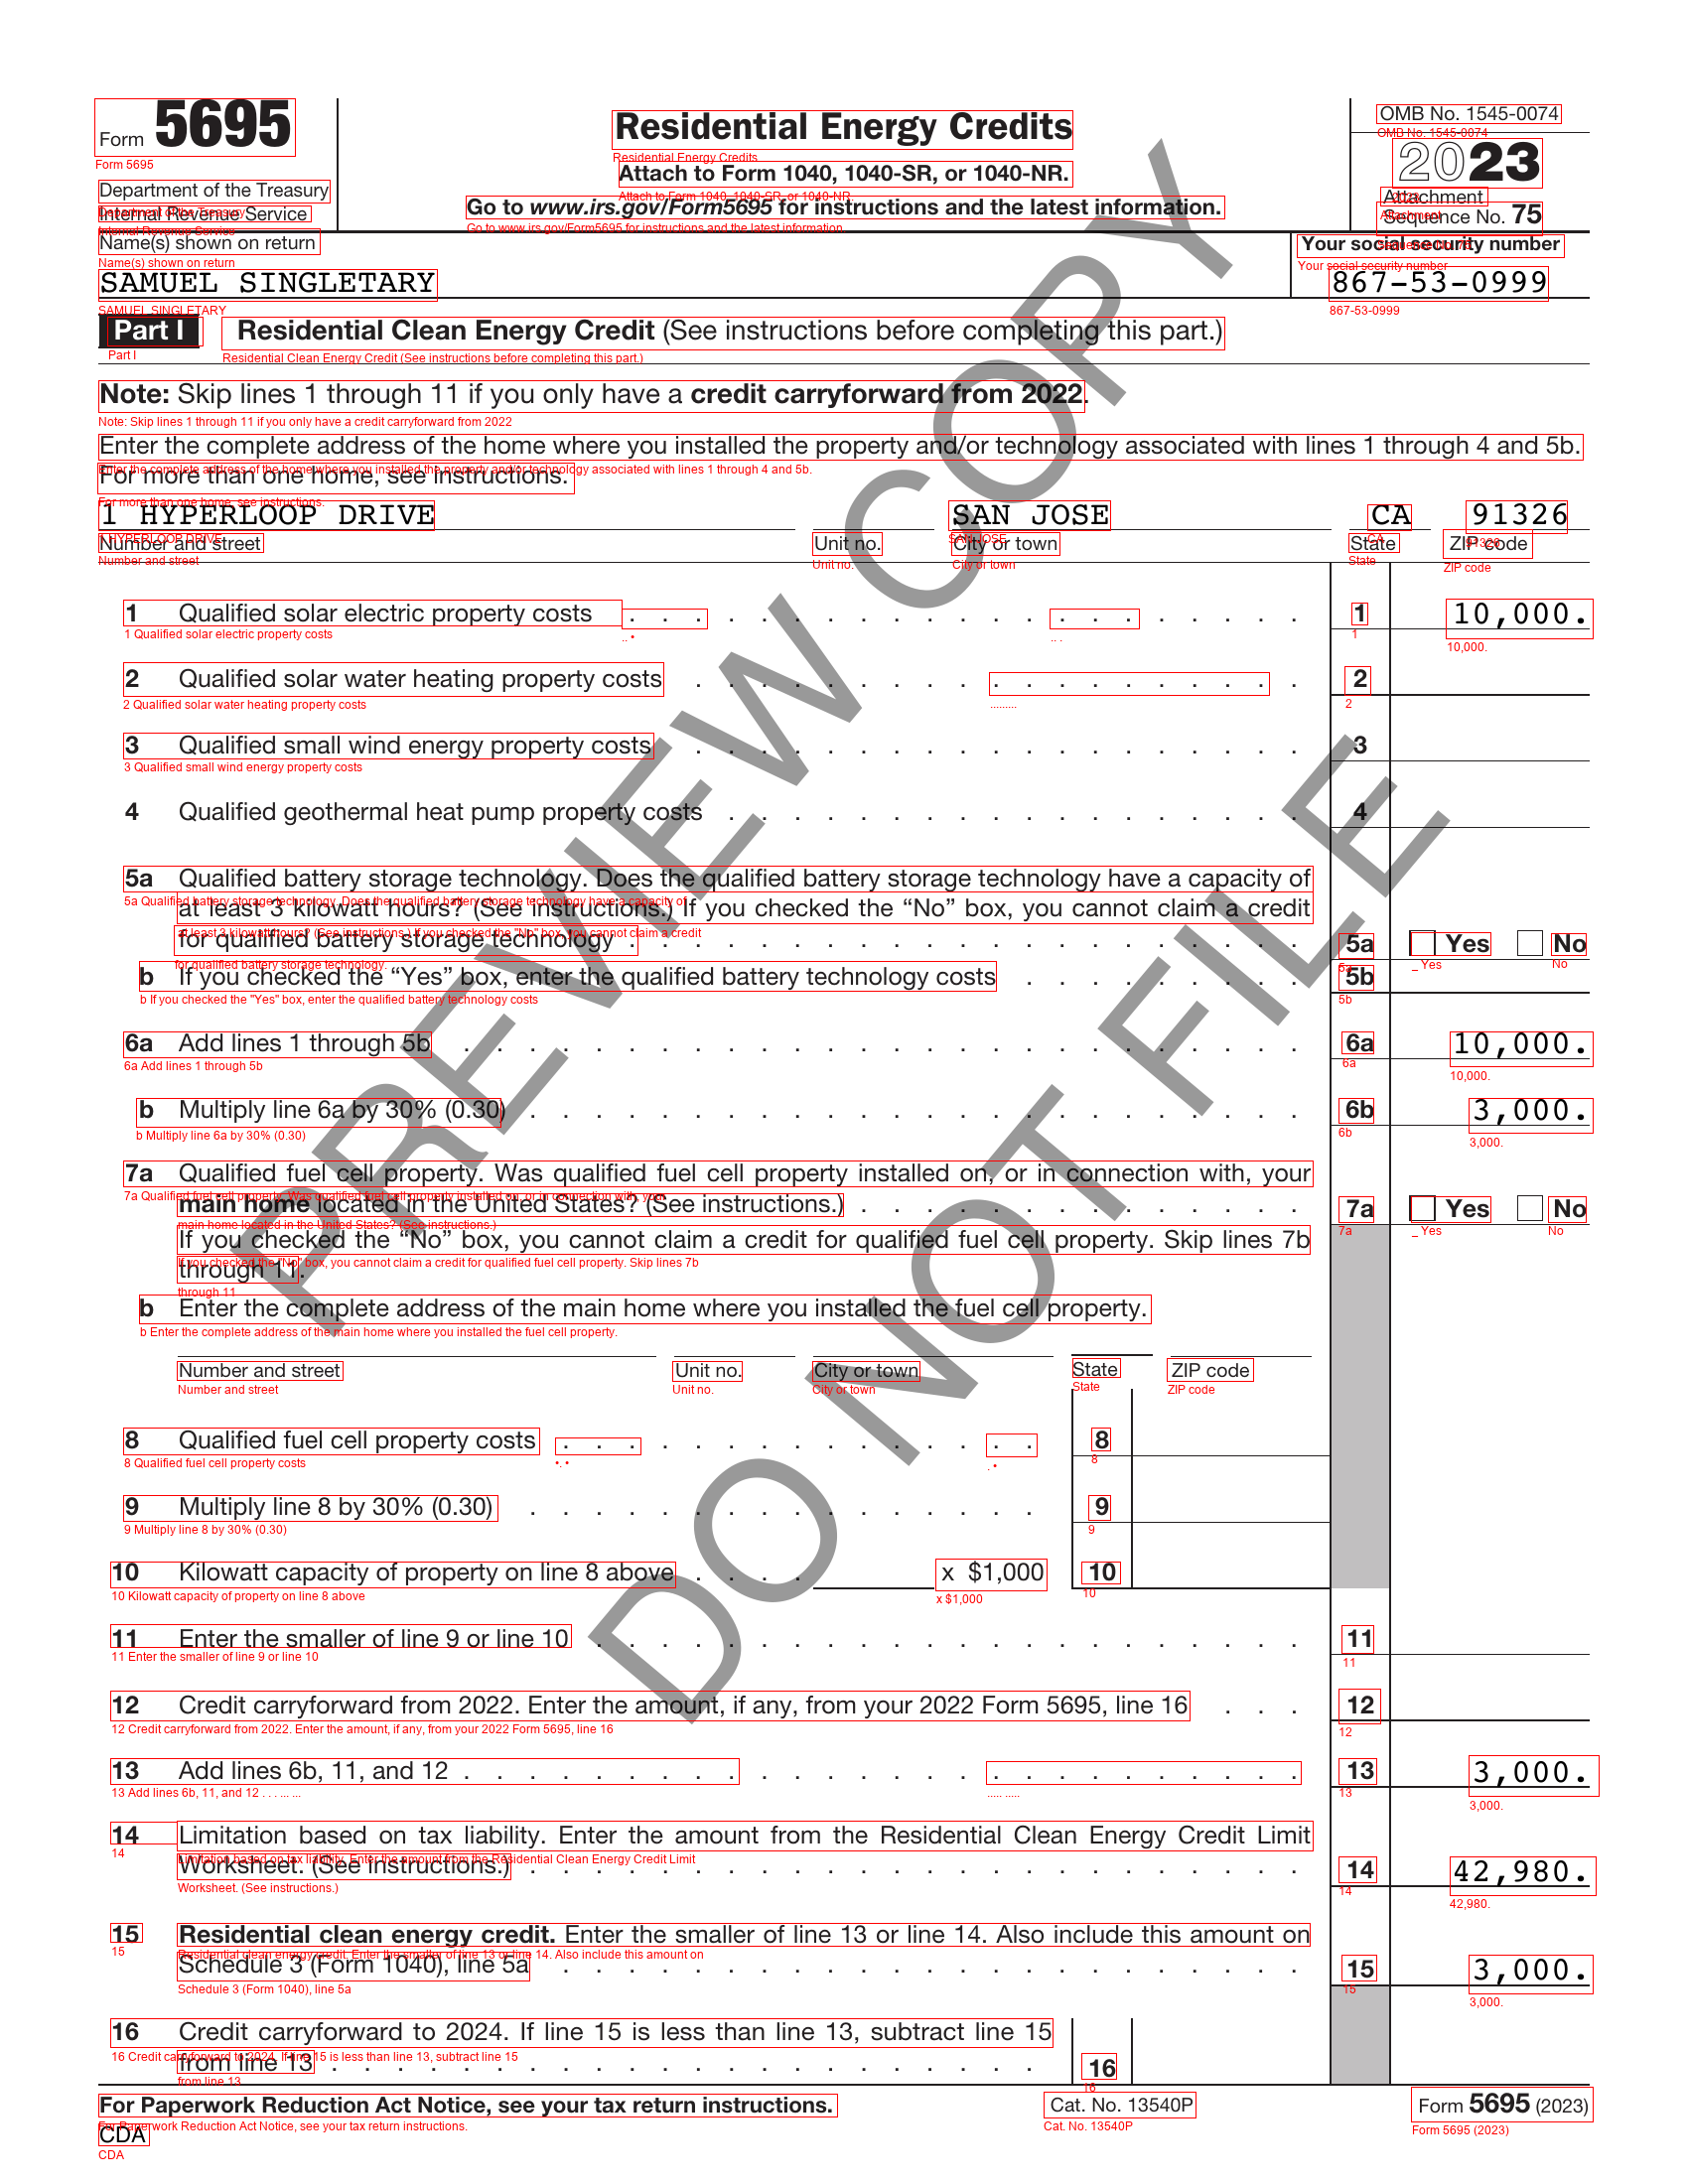 Form 5695
Department of the Treasury
Internal Revenue Service
Residential Energy Credits
Attach to Form 1040, 1040-SR, or 1040-NR.
Go to www.irs.gov/Form5695 for instructions and the latest information.
OMB No. 1545-0074
2023
Attachment
Sequence No. 75
Name(s) shown on return
Your social security number
SAMUEL SINGLETARY
867-53-0999
Part I Residential Clean Energy Credit (See instructions before completing this part.)
Note: Skip lines 1 through 11 if you only have a credit carryforward from 2022.
Enter the complete address of the home where you installed the property and/or technology associated with lines 1 through 4 and 5b.
For more than one home, see instructions.
1 HYPERLOOP DRIVE SAN JOSE CA 91326
Number and street Unit no. City or town State ZIP code
1 Qualified solar electric property costs 1 10,000.
2 Qualified solar water heating property costs 2
3 Qualified small wind energy property costs 3
4 Qualified geothermal heat pump property costs 4
5a Qualified battery storage technology. Does the qualified battery storage technology have a capacity of
at least 3 kilowatt hours? (See instructions.) If you checked the “No” box, you cannot claim a credit
for qualified battery storage technology 5a Yes No
b If you checked the “Yes” box, enter the qualified battery technology costs 5b
6a Add lines 1 through 5b 6a 10,000.
b Multiply line 6a by 30% (0.30) 6b 3,000.
7a Qualified fuel cell property. Was qualified fuel cell property installed on, or in connection with, your
main home located in the United States? (See instructions.) 7a Yes No
If you checked the “No” box, you cannot claim a credit for qualified fuel cell property. Skip lines 7b
through 11.
b Enter the complete address of the main home where you installed the fuel cell property.
Number and street Unit no. City or town State ZIP code
8 Qualified fuel cell property costs 8
9 Multiply line 8 by 30% (0.30) 9
10 Kilowatt capacity of property on line 8 above x $1,000 10
11 Enter the smaller of line 9 or line 10 11
12 Credit carryforward from 2022. Enter the amount, if any, from your 2022 Form 5695, line 16 12
13 Add lines 6b, 11, and 12 13 3,000.
14 Limitation based on tax liability. Enter the amount from the Residential Clean Energy Credit Limit
Worksheet. (See instructions.) 14 42,980.
15 Residential clean energy credit. Enter the smaller of line 13 or line 14. Also include this amount on
Schedule 3 (Form 1040), line 5a 15 3,000.
16 Credit carryforward to 2024. If line 15 is less than line 13, subtract line 15
from line 13 16
For Paperwork Reduction Act Notice, see your tax return instructions. Cat. No. 13540P Form 5695 (2023)
CDA
PREVIEW COPY
DO NOT FILE